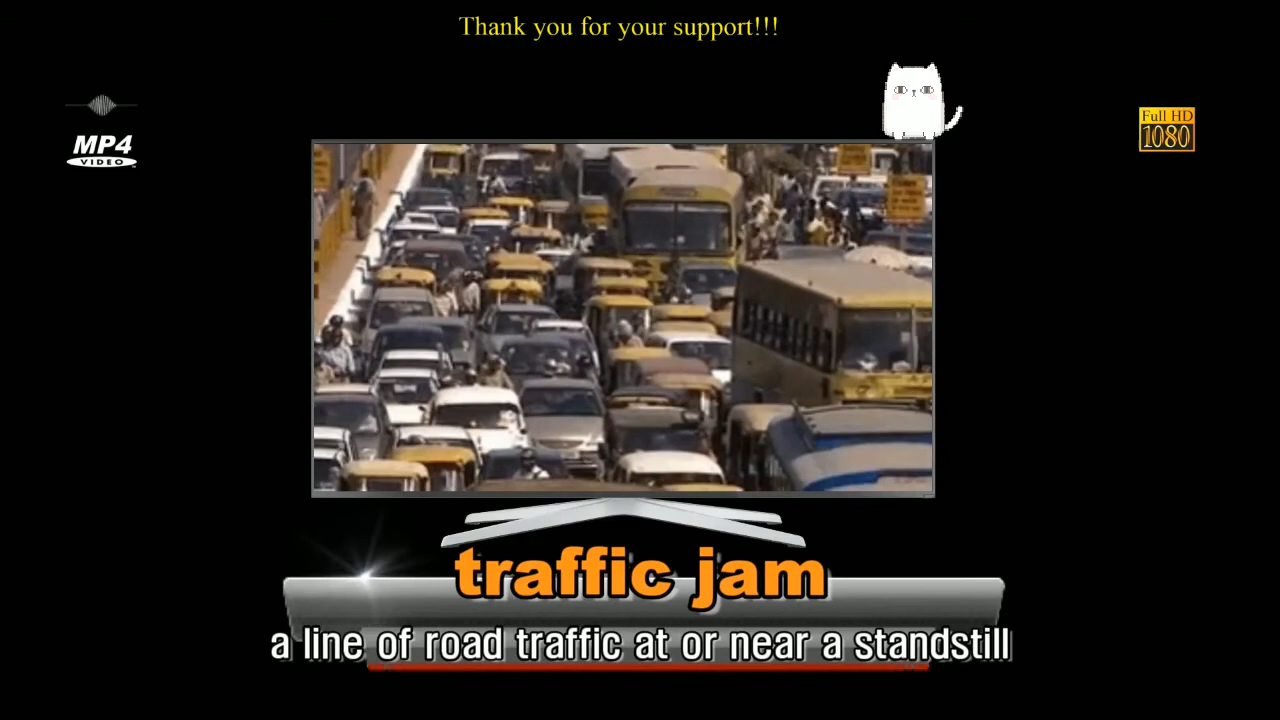 Thank you for your support!!!
MP4
VIDEO
Full HD
1080
traffic jam
a line of road traffic at or near a standstill